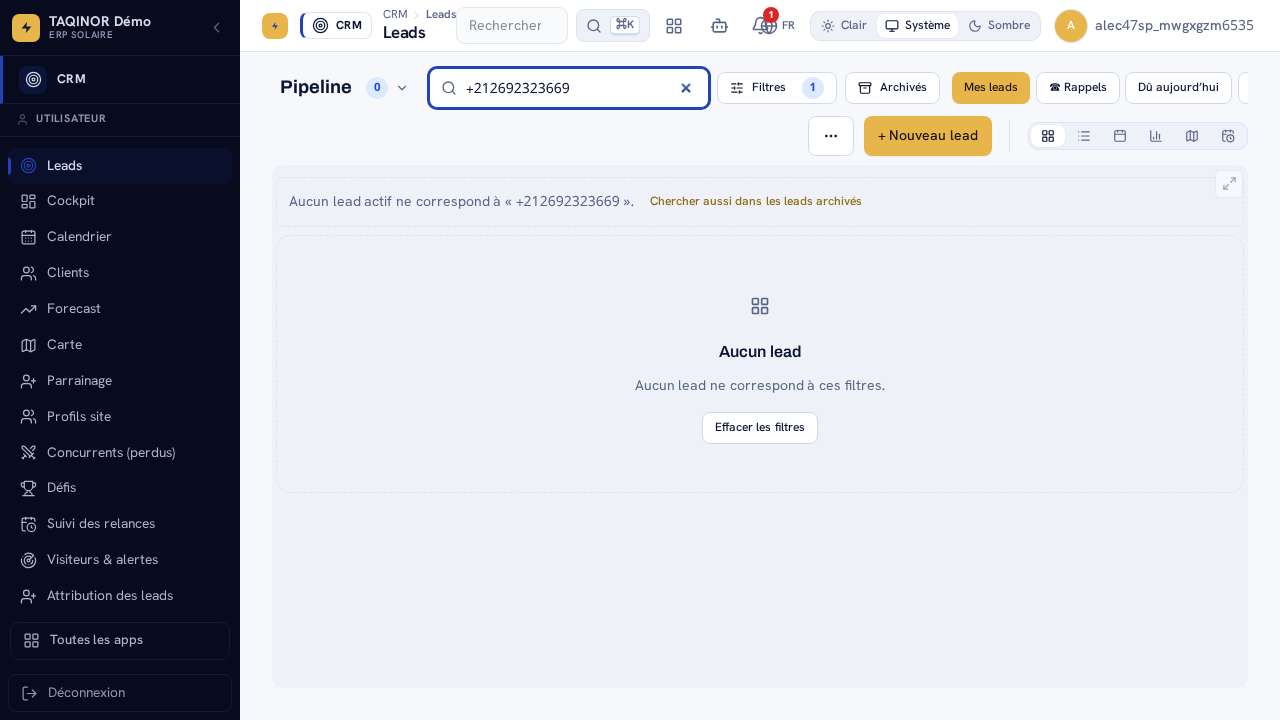 TAQINOR Démo
ERP SOLAIRE
CRM
UTILISATEUR
Leads
Cockpit
Calendrier
Clients
Forecast
Carte
Parrainage
Profils site
Concurrents (perdus)
Défis
Suivi des relances
Visiteurs & alertes
Attribution des leads
Toutes les apps
Déconnexion
CRM
CRM > Leads
Leads
Rechercher
⌘K
1
FR
Clair
Système
Sombre
A
alec47sp_mwgxgzm6535
Pipeline
0
+212692323669
Filtres
1
Archivés
Mes leads
☎ Rappels
Dû aujourd'hui
+ Nouveau lead
Aucun lead actif ne correspond à « +212692323669 ».
Chercher aussi dans les leads archivés
Aucun lead
Aucun lead ne correspond à ces filtres.
Effacer les filtres